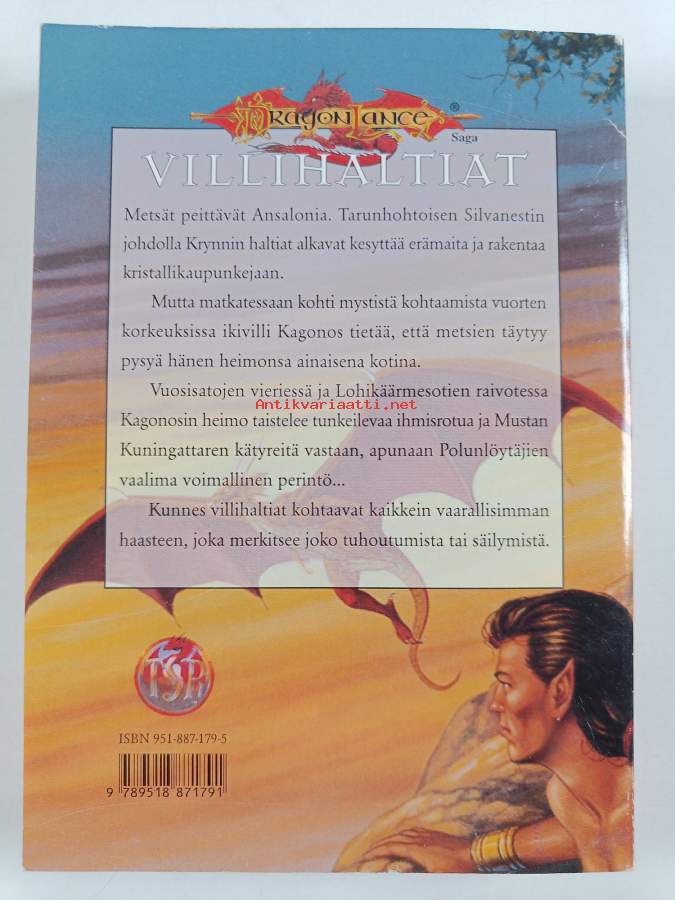 DRAGONLANCE®
Saga
VILLIHALTIAT
Metsät peittävät Ansalonia. Tarunhohtoisen Silvanestin
johdolla Krynnin haltiat alkavat kesyttää erämaita ja rakentaa
kristallikaupunkejaan.
Mutta matkatessaan kohti mystistä kohtaamista vuorten
korkeuksissa ikivilli Kagonos tietää, että metsien täytyy
pysyä hänen heimonsa ainaisena kotina.
Vuosisatojen vieriessä ja Lohikäärmesotien raivotessa
Antikvariaatti.net
Kagonosin heimo taistelee tunkeilevaa ihmisrotua ja Mustan
Kuningattaren kätyreitä vastaan, apunaan Polunlöytäjien
vaalima voimallinen perintö...
Kunnes villihaltiat kohtaavat kaikkein vaarallisimman
haasteen, joka merkitsee joko tuhoutumista tai säilymistä.
TSR
ISBN 951-887-179-5
9 789518 871791